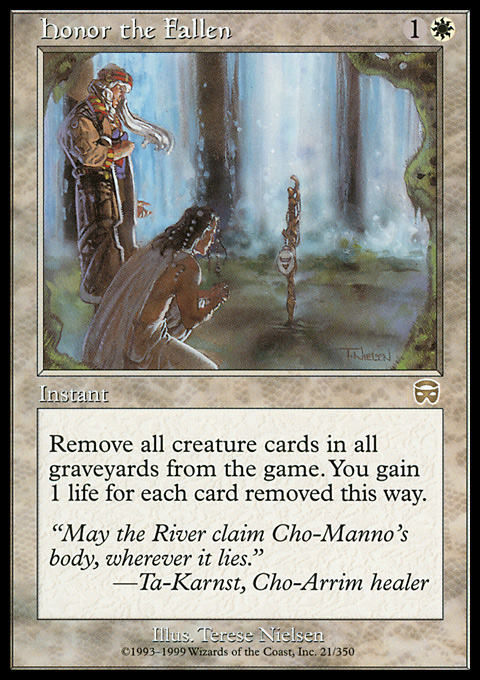 Honor the Fallen 1
T. Nielsen
Instant
Remove all creature cards in all
graveyards from the game. You gain
1 life for each card removed this way.
“May the River claim Cho-Manno’s
body, wherever it lies.”
—Ta-Karnst, Cho-Arrim healer
Illus. Terese Nielsen
©1993–1999 Wizards of the Coast, Inc. 21/350